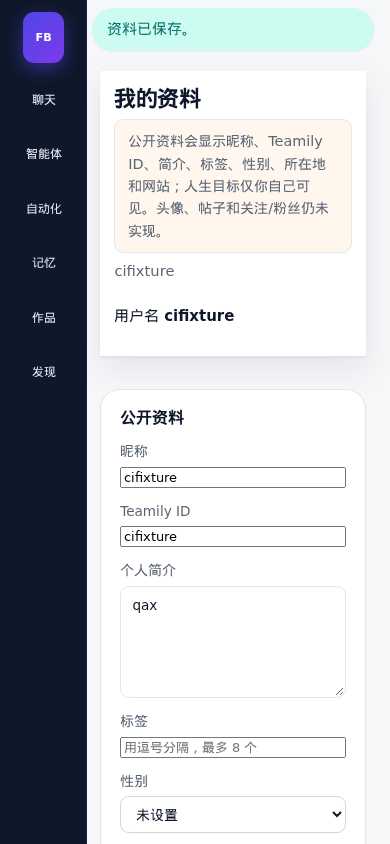 FB
聊天
智能体
自动化
记忆
作品
发现
资料已保存。
我的资料
公开资料会显示昵称、Teamily
ID、简介、标签、性别、所在地
和网站；人生目标仅你自己可
见。头像、帖子和关注/粉丝仍未
实现。
cifixture
用户名 cifixture
公开资料
昵称
cifixture
Teamily ID
cifixture
个人简介
qax
标签
用逗号分隔，最多 8 个
性别
未设置